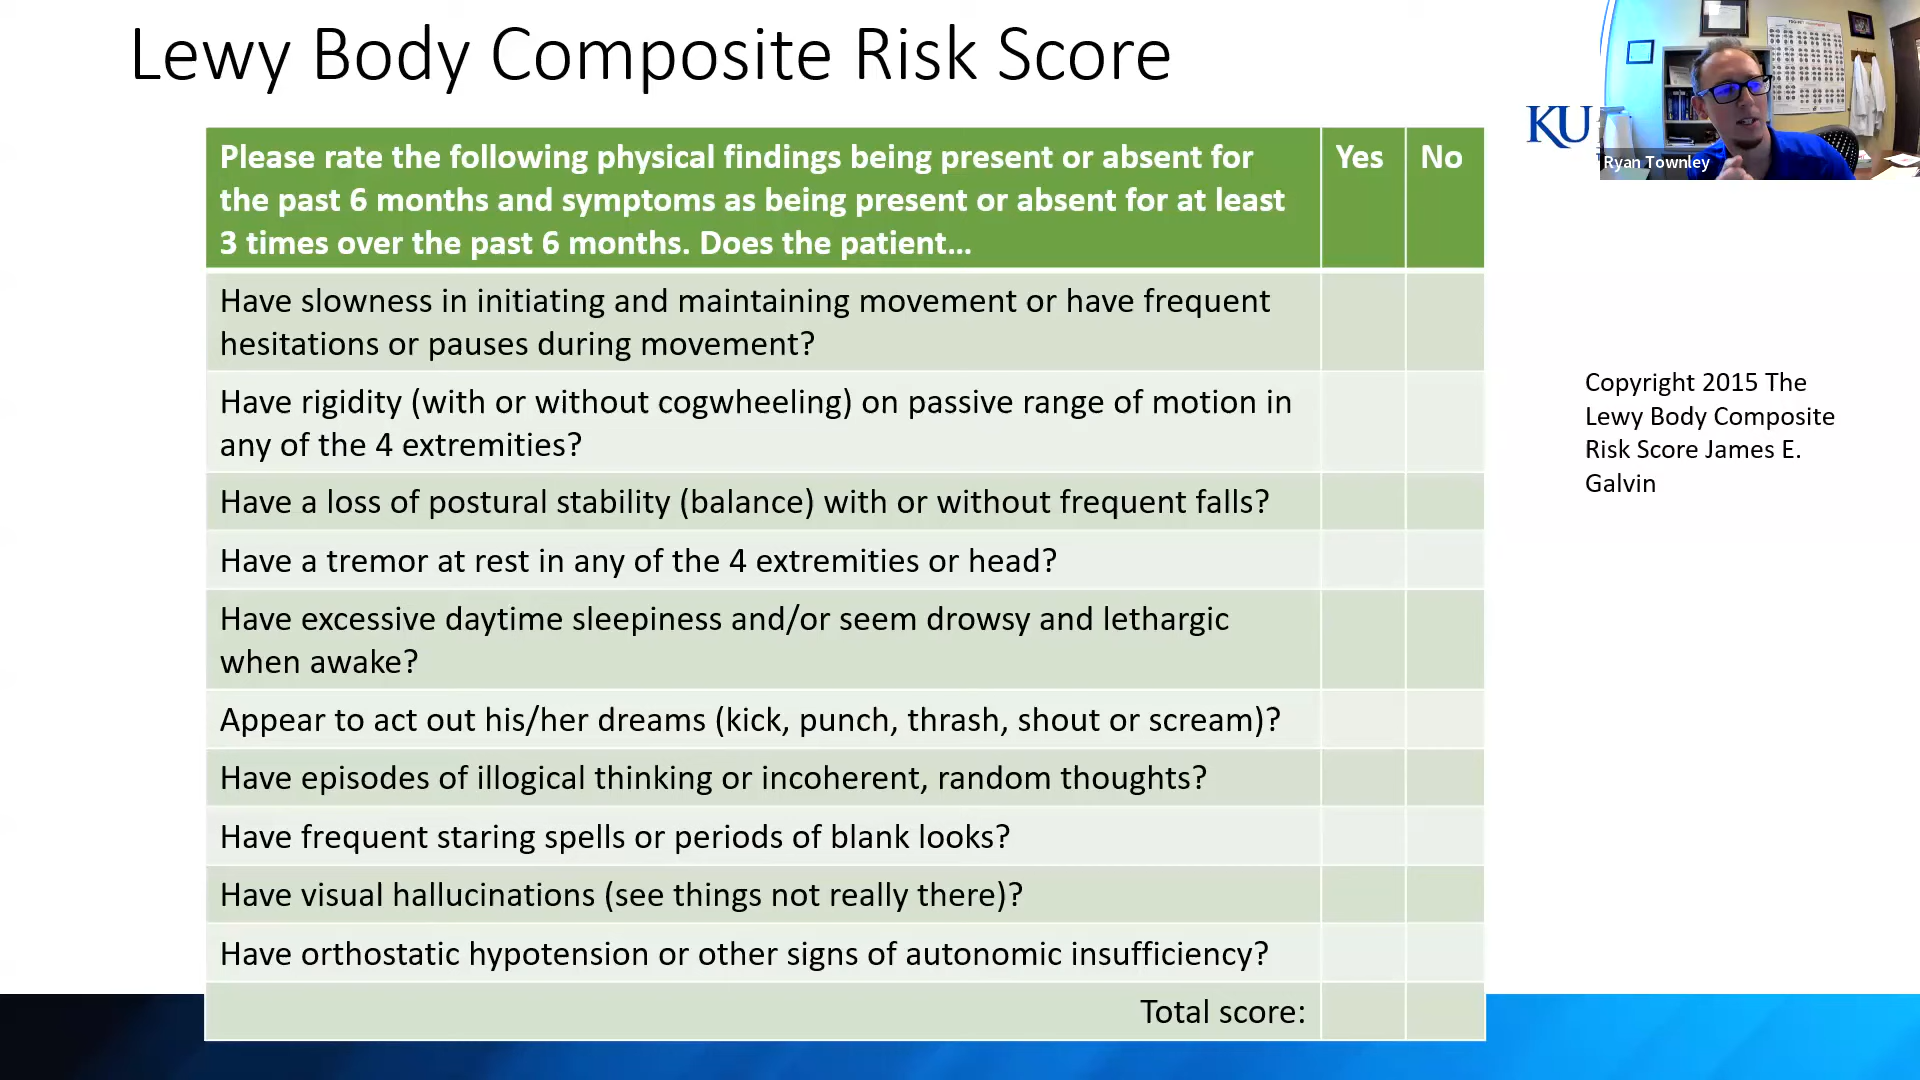 Lewy Body Composite Risk Score
Please rate the following physical findings being present or absent for
the past 6 months and symptoms as being present or absent for at least
3 times over the past 6 months. Does the patient...
Yes
No
Have slowness in initiating and maintaining movement or have frequent
hesitations or pauses during movement?
Have rigidity (with or without cogwheeling) on passive range of motion in
any of the 4 extremities?
Have a loss of postural stability (balance) with or without frequent falls?
Have a tremor at rest in any of the 4 extremities or head?
Have excessive daytime sleepiness and/or seem drowsy and lethargic
when awake?
Appear to act out his/her dreams (kick, punch, thrash, shout or scream)?
Have episodes of illogical thinking or incoherent, random thoughts?
Have frequent staring spells or periods of blank looks?
Have visual hallucinations (see things not really there)?
Have orthostatic hypotension or other signs of autonomic insufficiency?
Total score:
KU
Ryan Townley
Copyright 2015 The
Lewy Body Composite
Risk Score James E.
Galvin